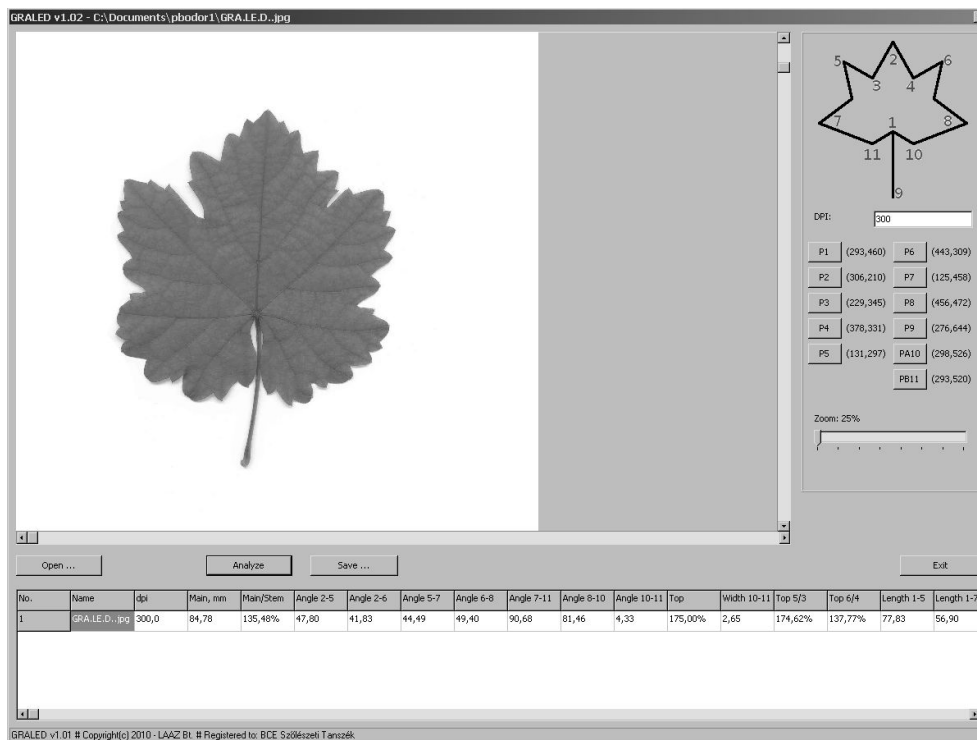 GRALED v1.02 - C:\Documents\pbodor1\GRA.LE.D..jpg
2
5 6
3 4
7 1 8
11 10
9
DPI: 300
P1 (293,460) P6 (443,309)
P2 (306,210) P7 (125,458)
P3 (229,345) P8 (456,472)
P4 (378,331) P9 (276,644)
P5 (131,297) PA10 (298,526)
PB11 (293,520)
Zoom: 25%
Open ... Analyze Save ... Exit
No. Name dpi Main, mm Main/Stem Angle 2-5 Angle 2-6 Angle 5-7 Angle 6-8 Angle 7-11 Angle 8-10 Angle 10-11 Top Width 10-11 Top 5/3 Top 6/4 Length 1-5 Length 1-7
1 GRA.LE.D..jpg 300,0 84,78 135,48% 47,80 41,83 44,49 49,40 90,68 81,46 4,33 175,00% 2,65 174,62% 137,77% 77,83 56,90
GRALED v1.01 # Copyright(c) 2010 - LAAZ Bt. # Registered to: BCE Szőlészeti Tanszék